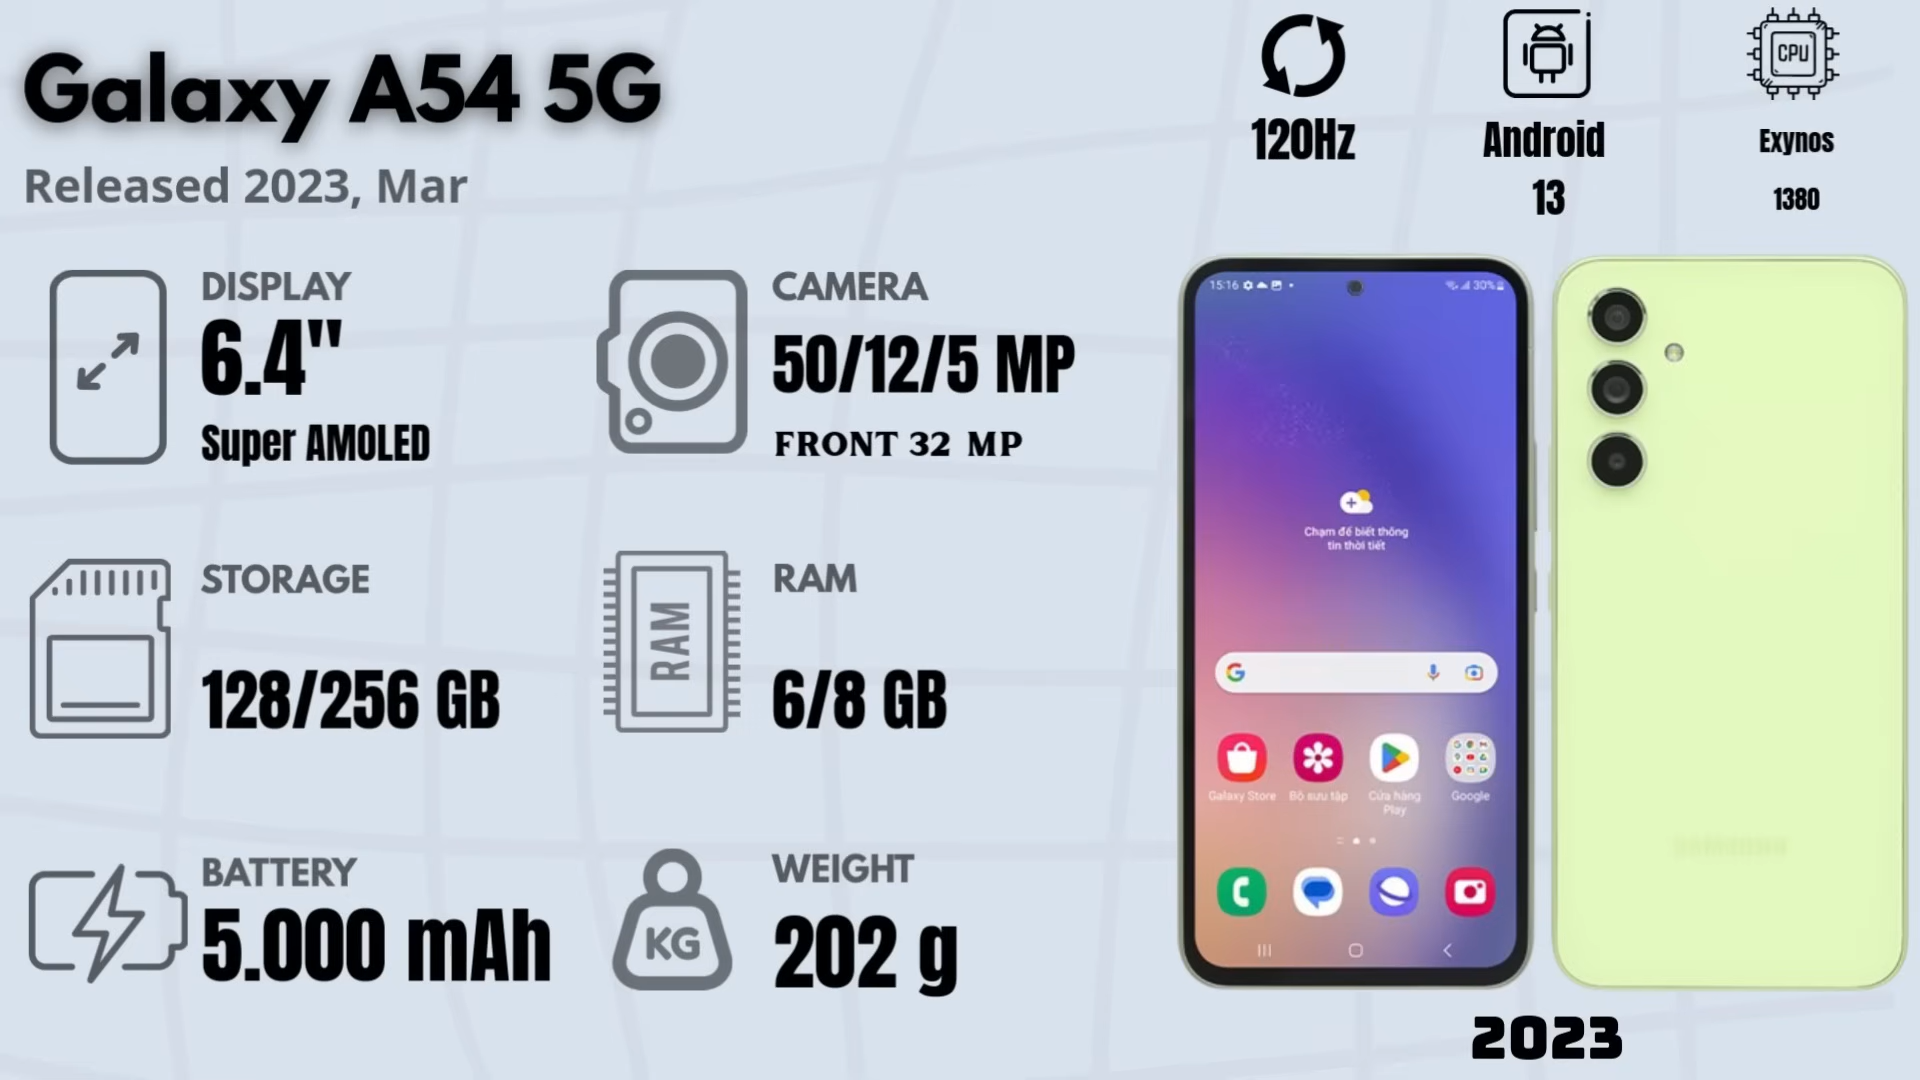 Galaxy A54 5G
Released 2023, Mar
120Hz
Android
13
CPU
Exynos
1380
DISPLAY
6.4"
Super AMOLED
CAMERA
50/12/5 MP
FRONT 32 MP
STORAGE
128/256 GB
RAM
RAM
6/8 GB
BATTERY
5.000 mAh
KG
WEIGHT
202 g
15:16
30%
Chạm để biết thông
tin thời tiết
Galaxy Store
Bộ sưu tập
Cửa hàng
Play
Google
SAMSUNG
2023